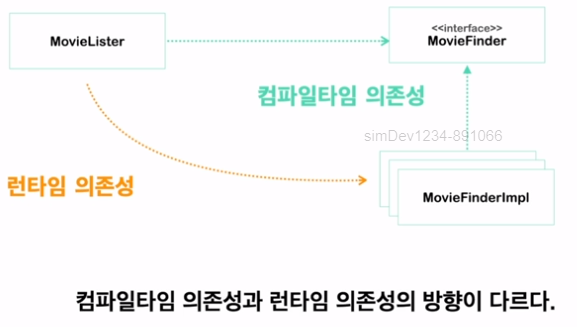 MovieLister
<<interface>>
MovieFinder
컴파일타임 의존성
simDev1234-891066
런타임 의존성
MovieFinderImpl
컴파일타임 의존성과 런타임 의존성의 방향이 다르다.